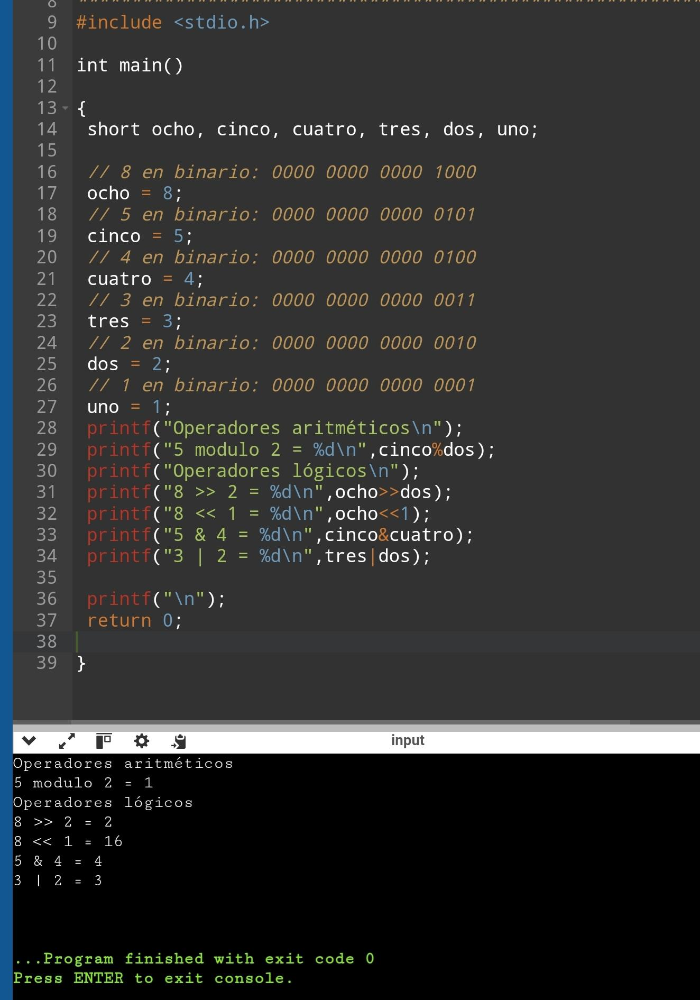 8
9 #include <stdio.h>
10
11 int main()
12
13 {
14 short ocho, cinco, cuatro, tres, dos, uno;
15
16 // 8 en binario: 0000 0000 0000 1000
17 ocho = 8;
18 // 5 en binario: 0000 0000 0000 0101
19 cinco = 5;
20 // 4 en binario: 0000 0000 0000 0100
21 cuatro = 4;
22 // 3 en binario: 0000 0000 0000 0011
23 tres = 3;
24 // 2 en binario: 0000 0000 0000 0010
25 dos = 2;
26 // 1 en binario: 0000 0000 0000 0001
27 uno = 1;
28 printf("Operadores aritméticos\n");
29 printf("5 modulo 2 = %d\n",cinco%dos);
30 printf("Operadores lógicos\n");
31 printf("8 >> 2 = %d\n",ocho>>dos);
32 printf("8 << 1 = %d\n",ocho<<1);
33 printf("5 & 4 = %d\n",cinco&cuatro);
34 printf("3 | 2 = %d\n",tres|dos);
35
36 printf("\n");
37 return 0;
38
39 }
input
Operadores aritméticos
5 modulo 2 = 1
Operadores lógicos
8 >> 2 = 2
8 << 1 = 16
5 & 4 = 4
3 | 2 = 3
...Program finished with exit code 0
Press ENTER to exit console.